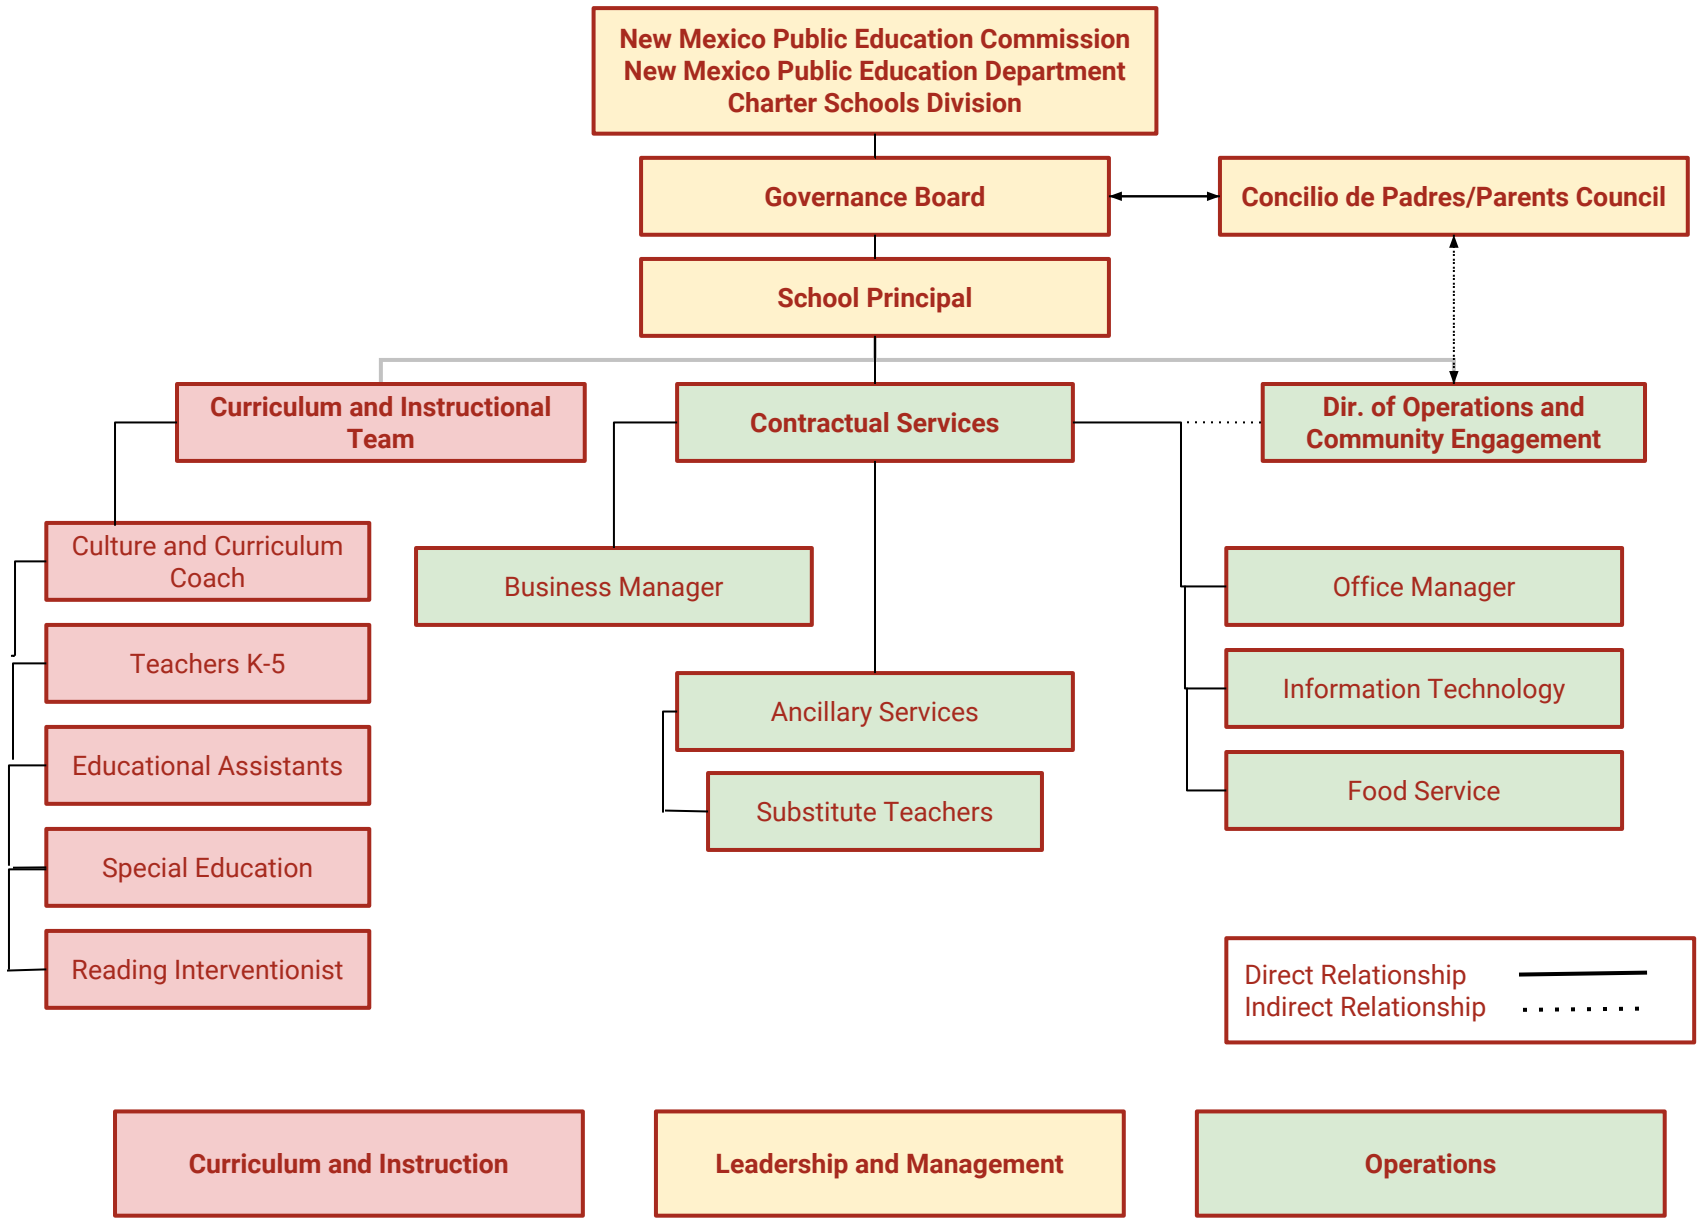 New Mexico Public Education Commission
New Mexico Public Education Department
Charter Schools Division
Governance Board
Concilio de Padres/Parents Council
School Principal
Curriculum and Instructional
Team
Contractual Services
Dir. of Operations and
Community Engagement
Culture and Curriculum
Coach
Business Manager
Office Manager
Teachers K-5
Information Technology
Ancillary Services
Educational Assistants
Food Service
Substitute Teachers
Special Education
Reading Interventionist
Direct Relationship
Indirect Relationship
Curriculum and Instruction
Leadership and Management
Operations